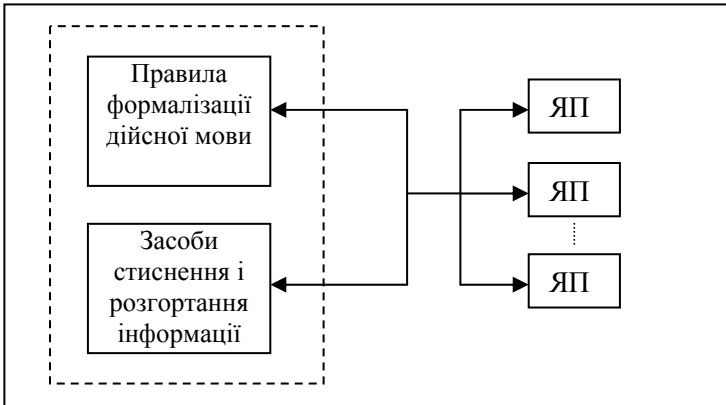 Правила
формалізації
дійсної мови
Засоби
стиснення і
розгортання
інформації
ЯП
ЯП
ЯП